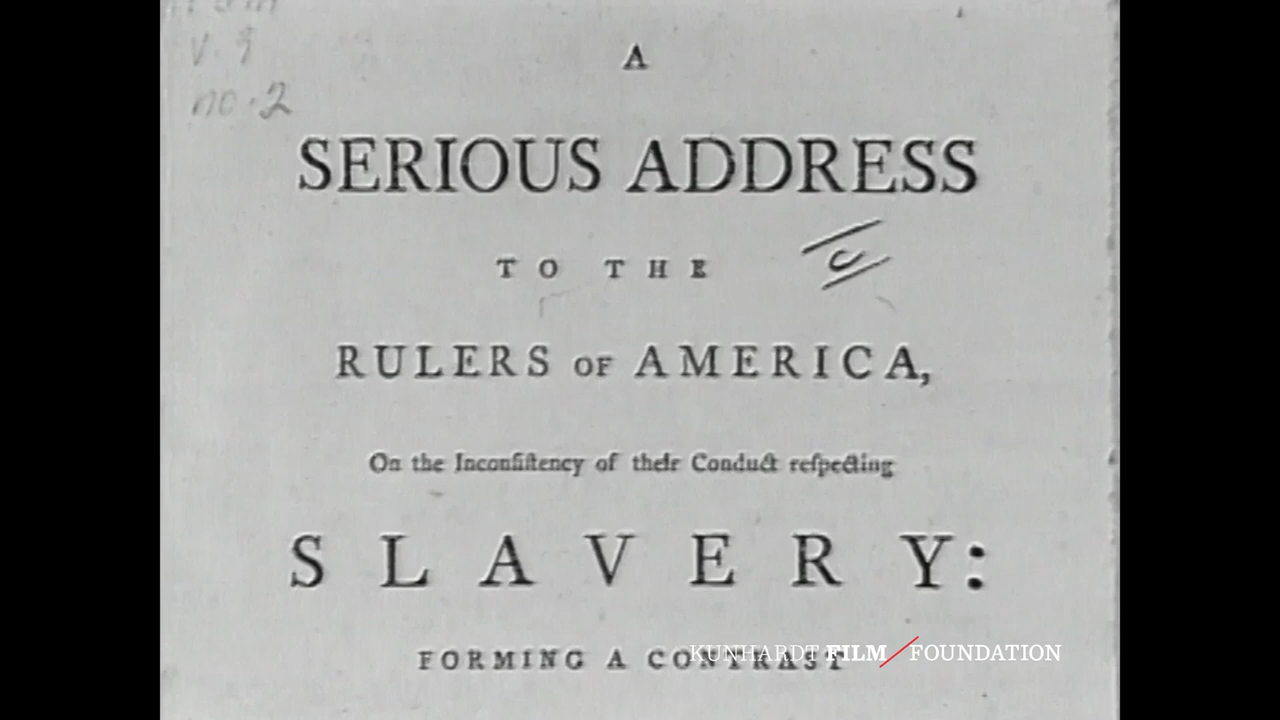 v. 9
no. 2
A
SERIOUS ADDRESS
TO THE
RULERS OF AMERICA,
On the Inconſiſtency of their Conduct reſpecting
SLAVERY:
FORMING A CONTRAST
KUNHARDT FILM / FOUNDATION